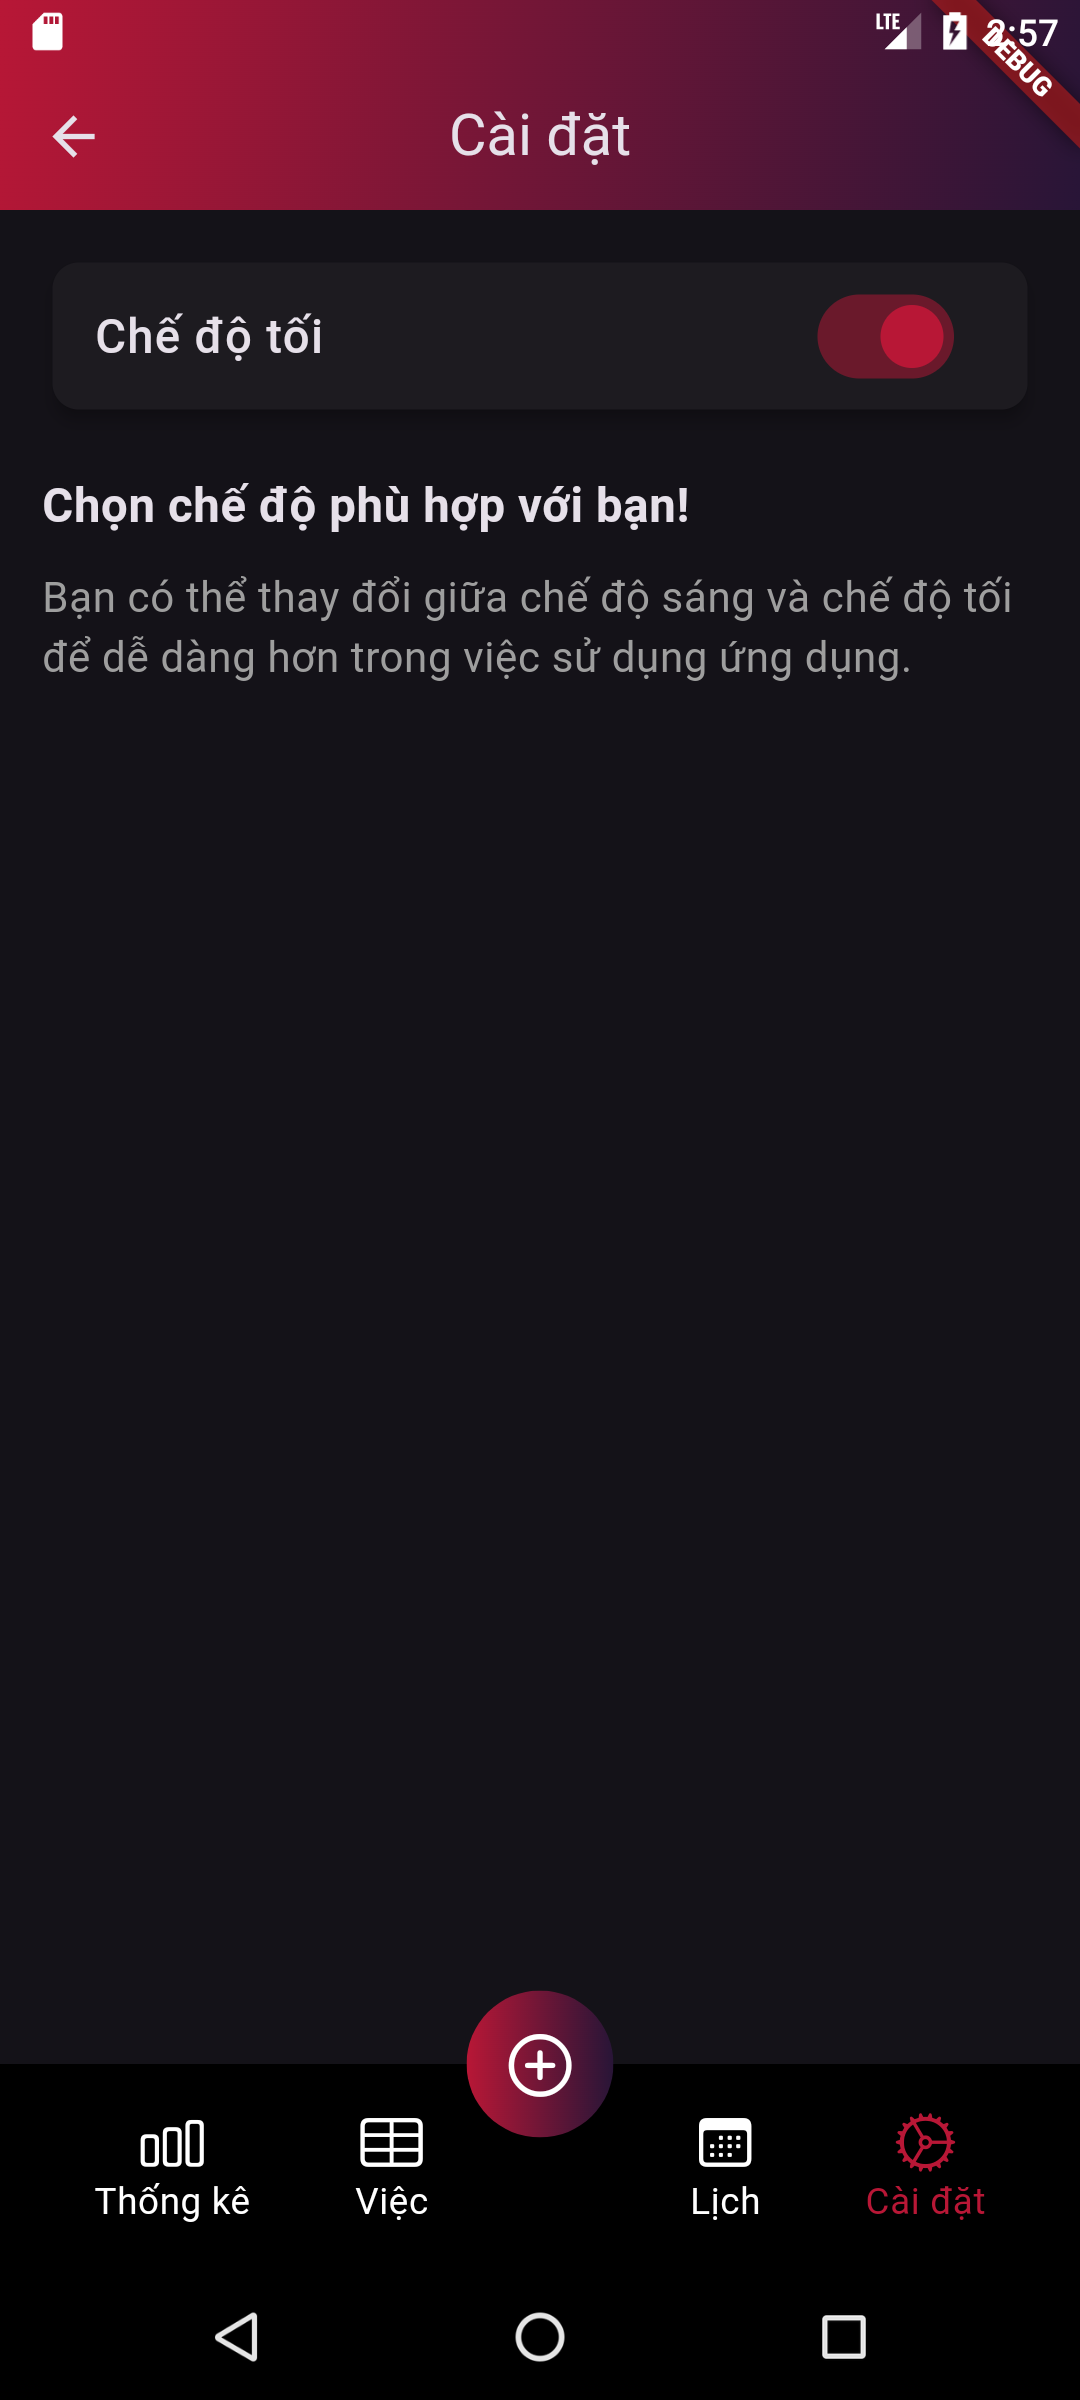 LTE
DEBUG
Cài đặt
Chế độ tối
Chọn chế độ phù hợp với bạn!
Bạn có thể thay đổi giữa chế độ sáng và chế độ tối
để dễ dàng hơn trong việc sử dụng ứng dụng.
Thống kê
Việc
Lịch
Cài đặt